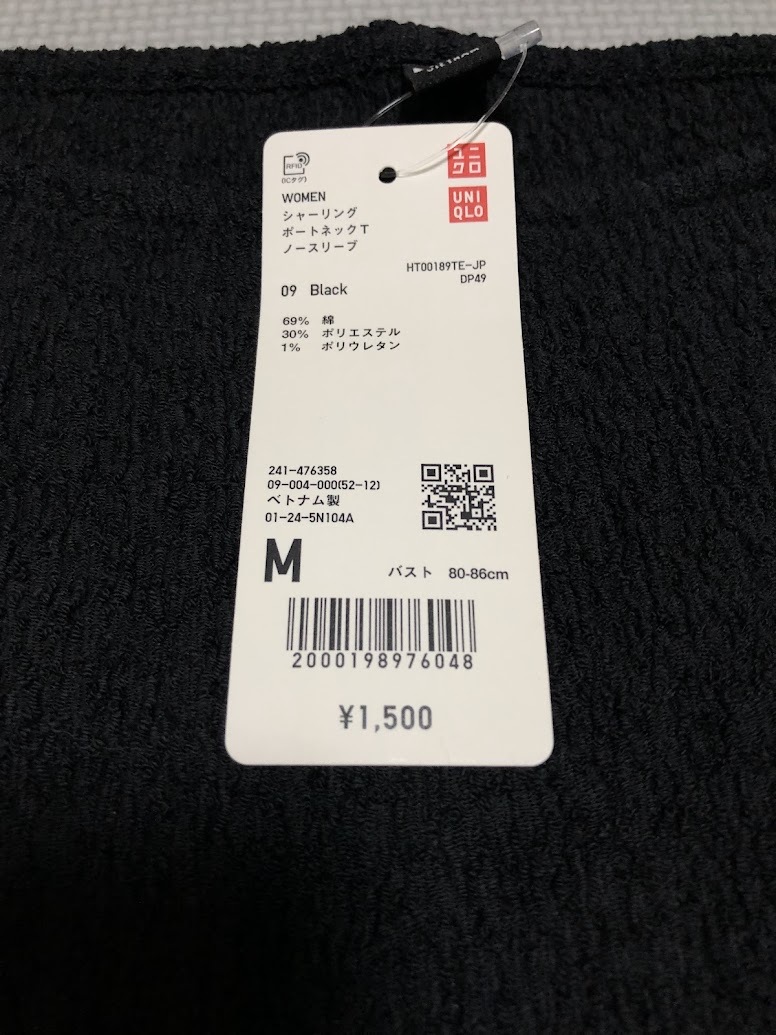 RFID
(ICタグ)
ユニ
クロ
UNI
QLO
WOMEN
シャーリング
ボートネックT
ノースリーブ
HT00189TE-JP
DP49
09 Black
69% 綿
30% ポリエステル
1% ポリウレタン
241-476358
09-004-000(52-12)
ベトナム製
01-24-5N104A
M バスト 80-86cm
2000198976048
¥1,500